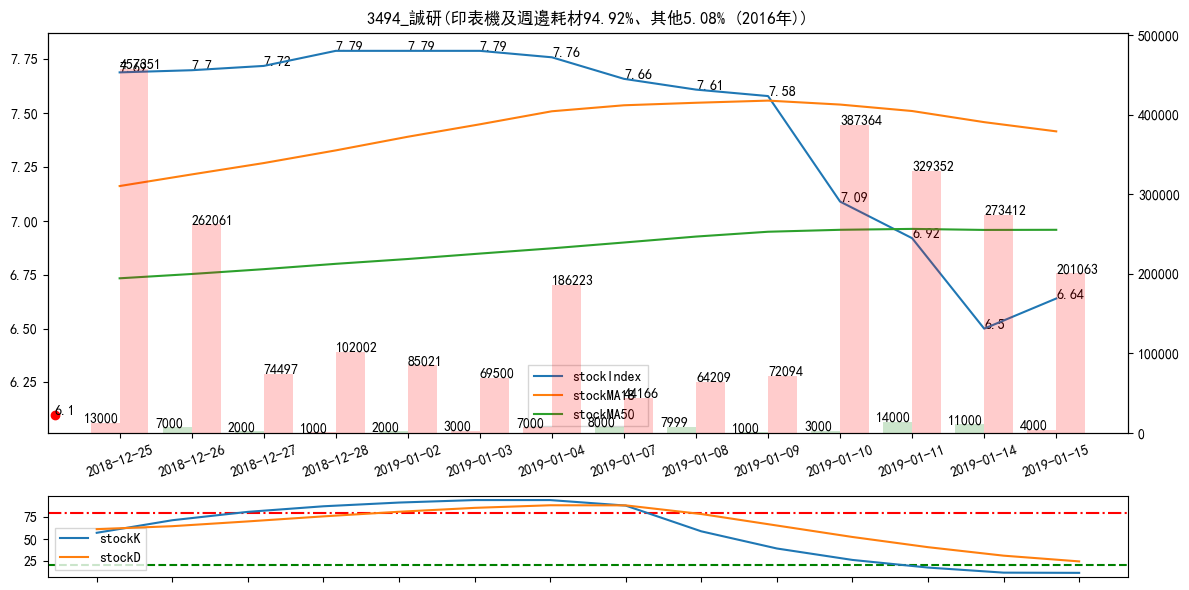 3494_誠研(印表機及週邊耗材94.92%、其他5.08% (2016年))
7.75 7.50 7.25 7.00 6.75 6.50 6.25
500000 400000 300000 200000 100000 0
7.69 7.7 7.72 7.79 7.79 7.79 7.76 7.66 7.61 7.58 7.09 6.92 6.5 6.64
6.1
457351 262061 74497 102002 85021 69500 186223 44166 64209 72094 387364 329352 273412 201063
13000 7000 2000 1000 2000 3000 7000 8000 7999 1000 3000 14000 11000 4000
stockIndex
stockMA18
stockMA50
2018-12-25 2018-12-26 2018-12-27 2018-12-28 2019-01-02 2019-01-03 2019-01-04 2019-01-07 2019-01-08 2019-01-09 2019-01-10 2019-01-11 2019-01-14 2019-01-15
75 50 25
stockK
stockD